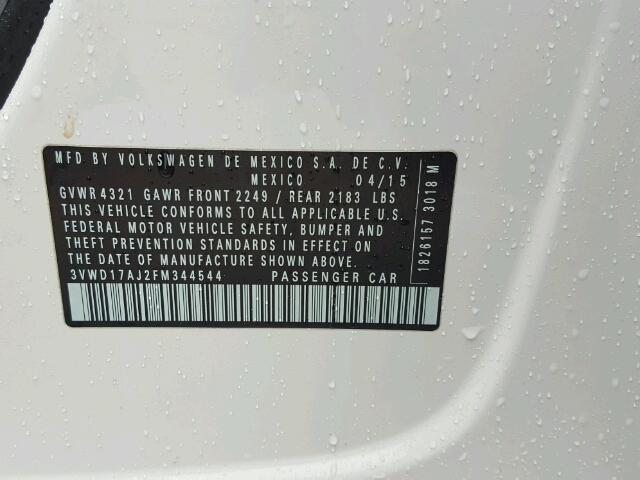 MFD BY VOLKSWAGEN DE MEXICO S.A. DE C.V.
MEXICO 04/15
GVWR 4321 GAWR FRONT 2249 / REAR 2183 LBS
THIS VEHICLE CONFORMS TO ALL APPLICABLE U.S.
FEDERAL MOTOR VEHICLE SAFETY, BUMPER AND
THEFT PREVENTION STANDARDS IN EFFECT ON
THE DATE OF MANUFACTURE SHOWN ABOVE.
3VWD17AJ2FM344544 PASSENGER CAR
1826157 3018 M